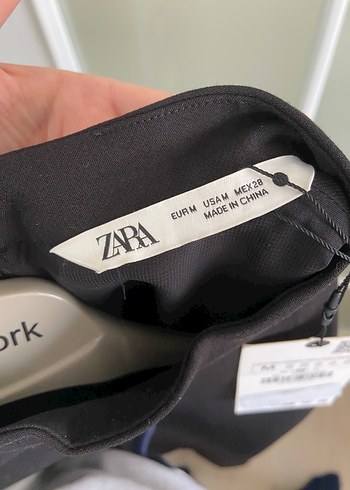 ZARA
EUR M USA M MEX 28
MADE IN CHINA
ork
M